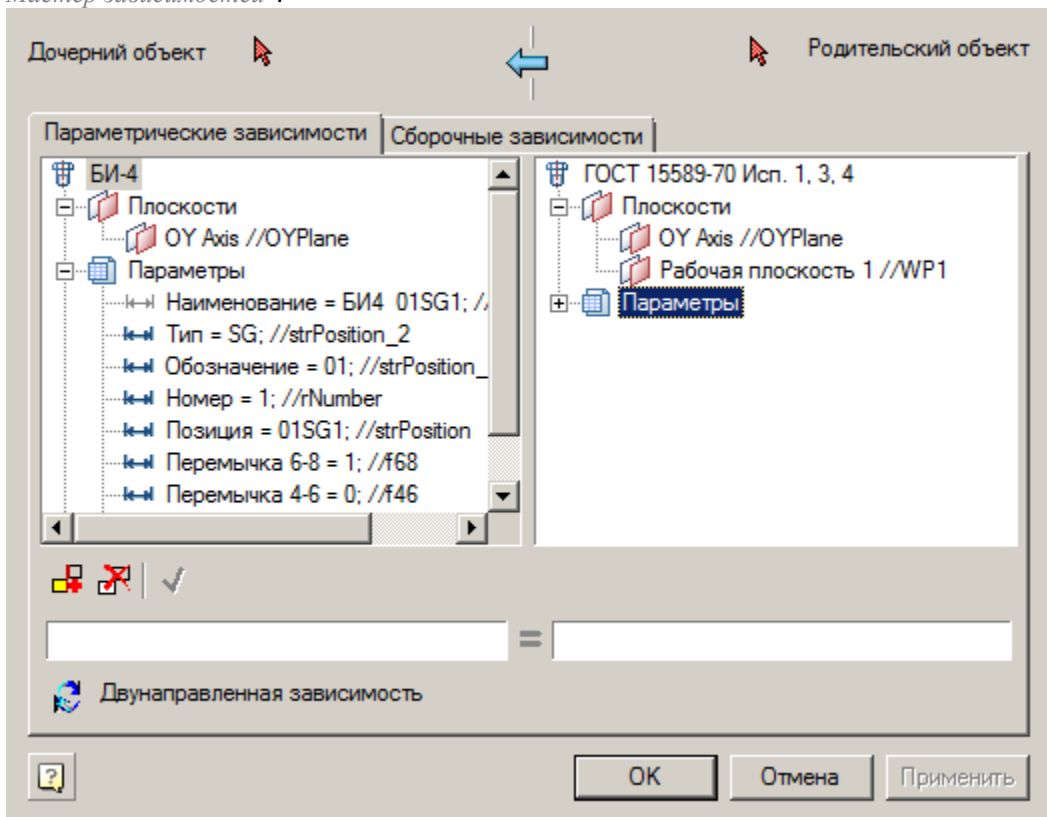 Мастер зависимостей".
Дочерний объект
Родительский объект
Параметрические зависимости
Сборочные зависимости
БИ-4
Плоскости
OY Axis //OYPlane
Параметры
Наименование = БИ4 01SG1; //
Тип = SG; //strPosition_2
Обозначение = 01; //strPosition_
Номер = 1; //rNumber
Позиция = 01SG1; //strPosition
Перемычка 6-8 = 1; //f68
Перемычка 4-6 = 0; //f46
ГОСТ 15589-70 Исп. 1, 3, 4
Плоскости
OY Axis //OYPlane
Рабочая плоскость 1 //WP1
Параметры
=
Двунаправленная зависимость
?
OK
Отмена
Применить